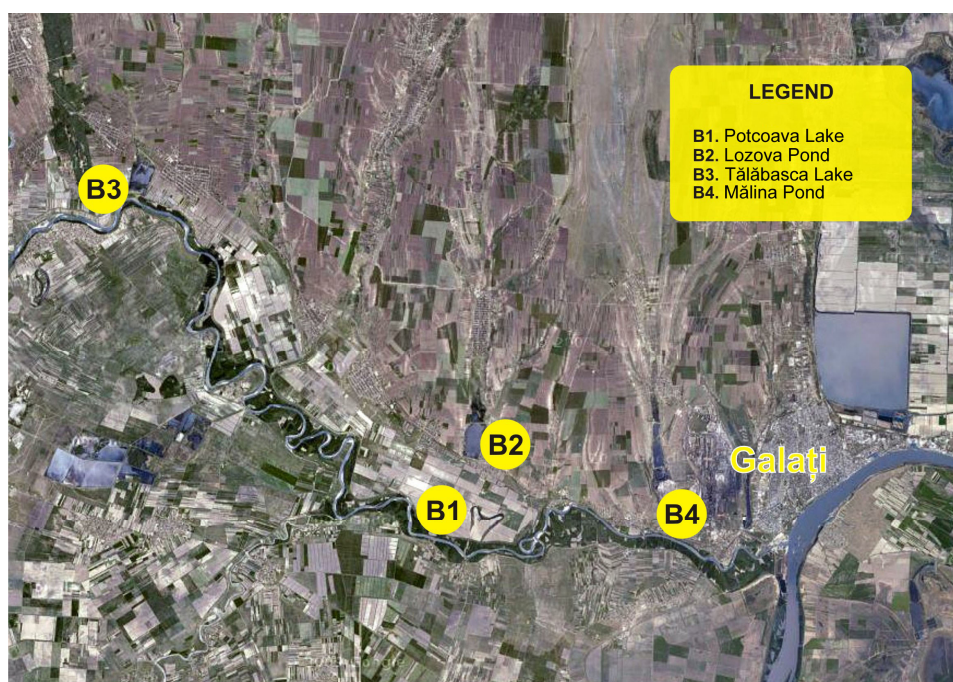 LEGEND
B1. Potcoava Lake
B2. Lozova Pond
B3. Tălăbasca Lake
B4. Mălina Pond
B3
B2
Galați
B1
B4